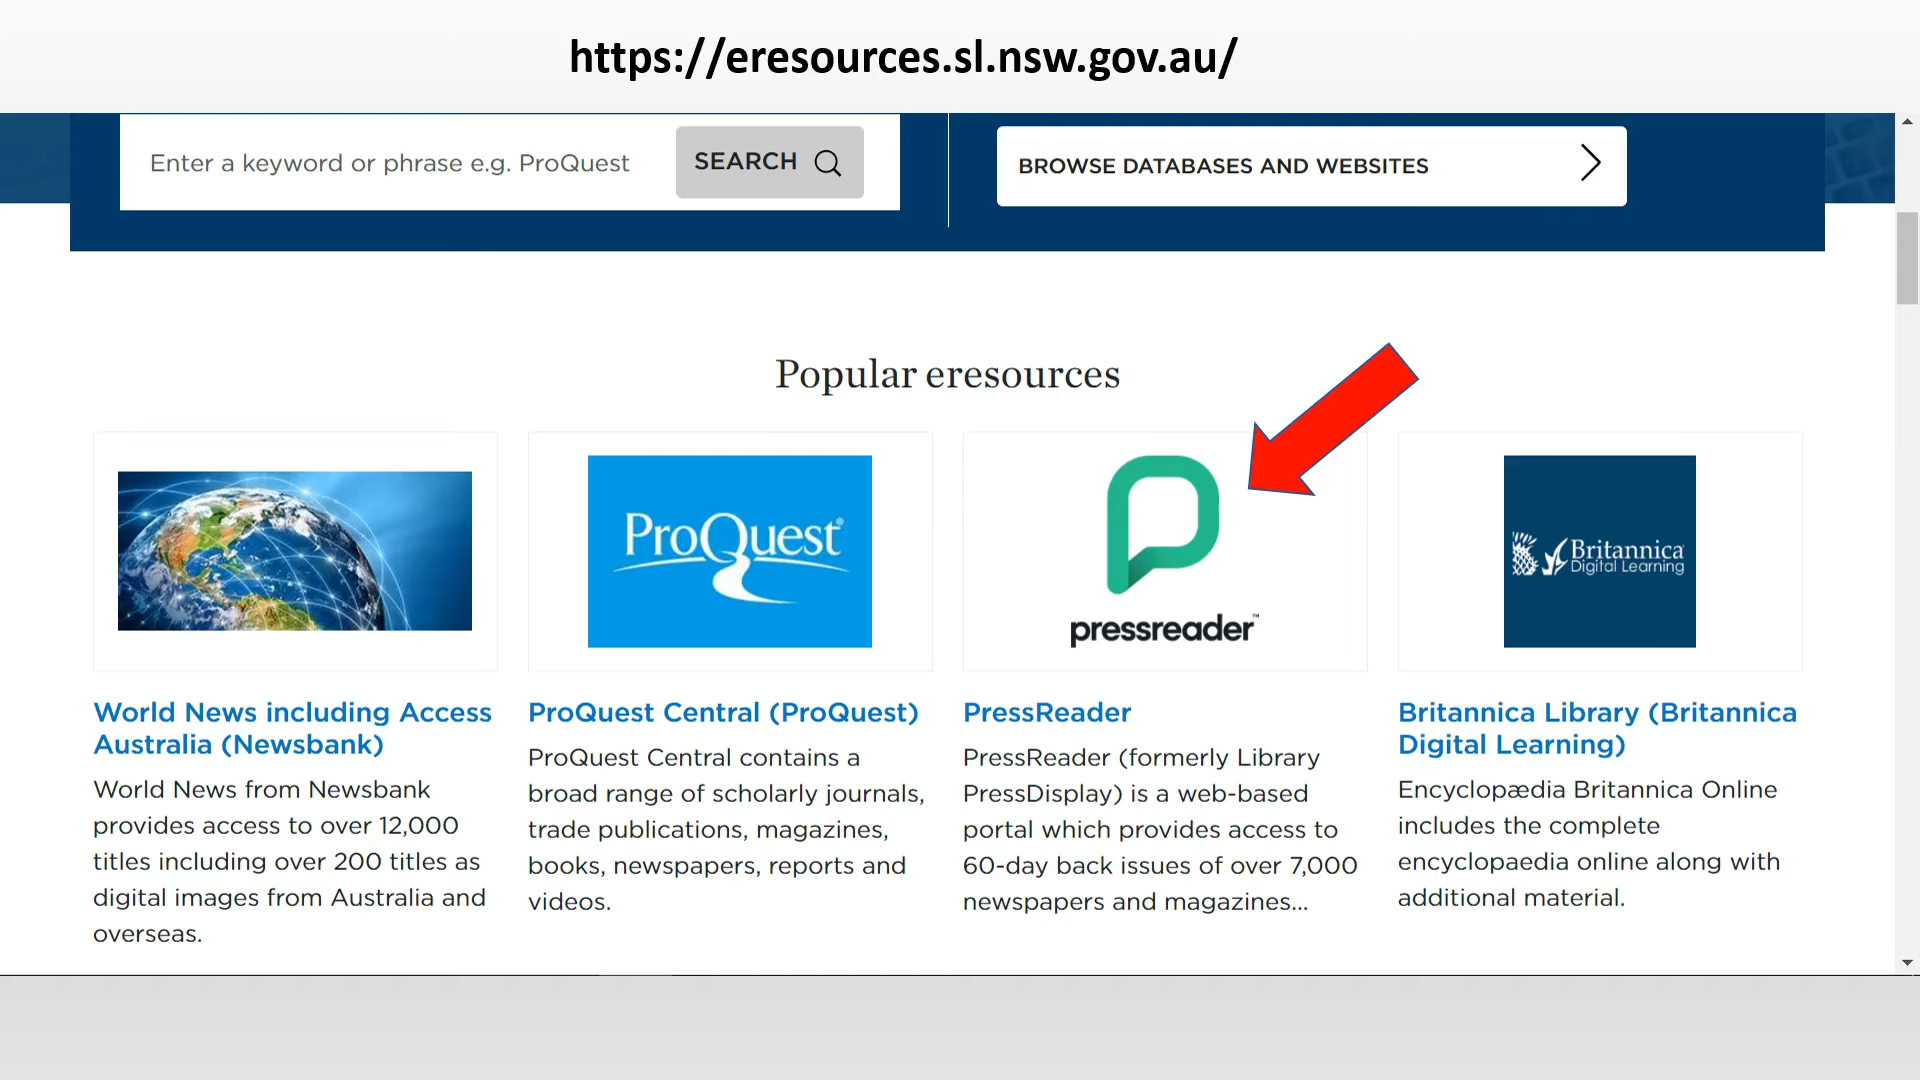 https://eresources.sl.nsw.gov.au/
Enter a keyword or phrase e.g. ProQuest
SEARCH
BROWSE DATABASES AND WEBSITES
Popular eresources
ProQuest®
pressreader™
Britannica®
Digital Learning
World News including Access
Australia (Newsbank)
World News from Newsbank
provides access to over 12,000
titles including over 200 titles as
digital images from Australia and
overseas.
ProQuest Central (ProQuest)
ProQuest Central contains a
broad range of scholarly journals,
trade publications, magazines,
books, newspapers, reports and
videos.
PressReader
PressReader (formerly Library
PressDisplay) is a web-based
portal which provides access to
60-day back issues of over 7,000
newspapers and magazines...
Britannica Library (Britannica
Digital Learning)
Encyclopædia Britannica Online
includes the complete
encyclopaedia online along with
additional material.